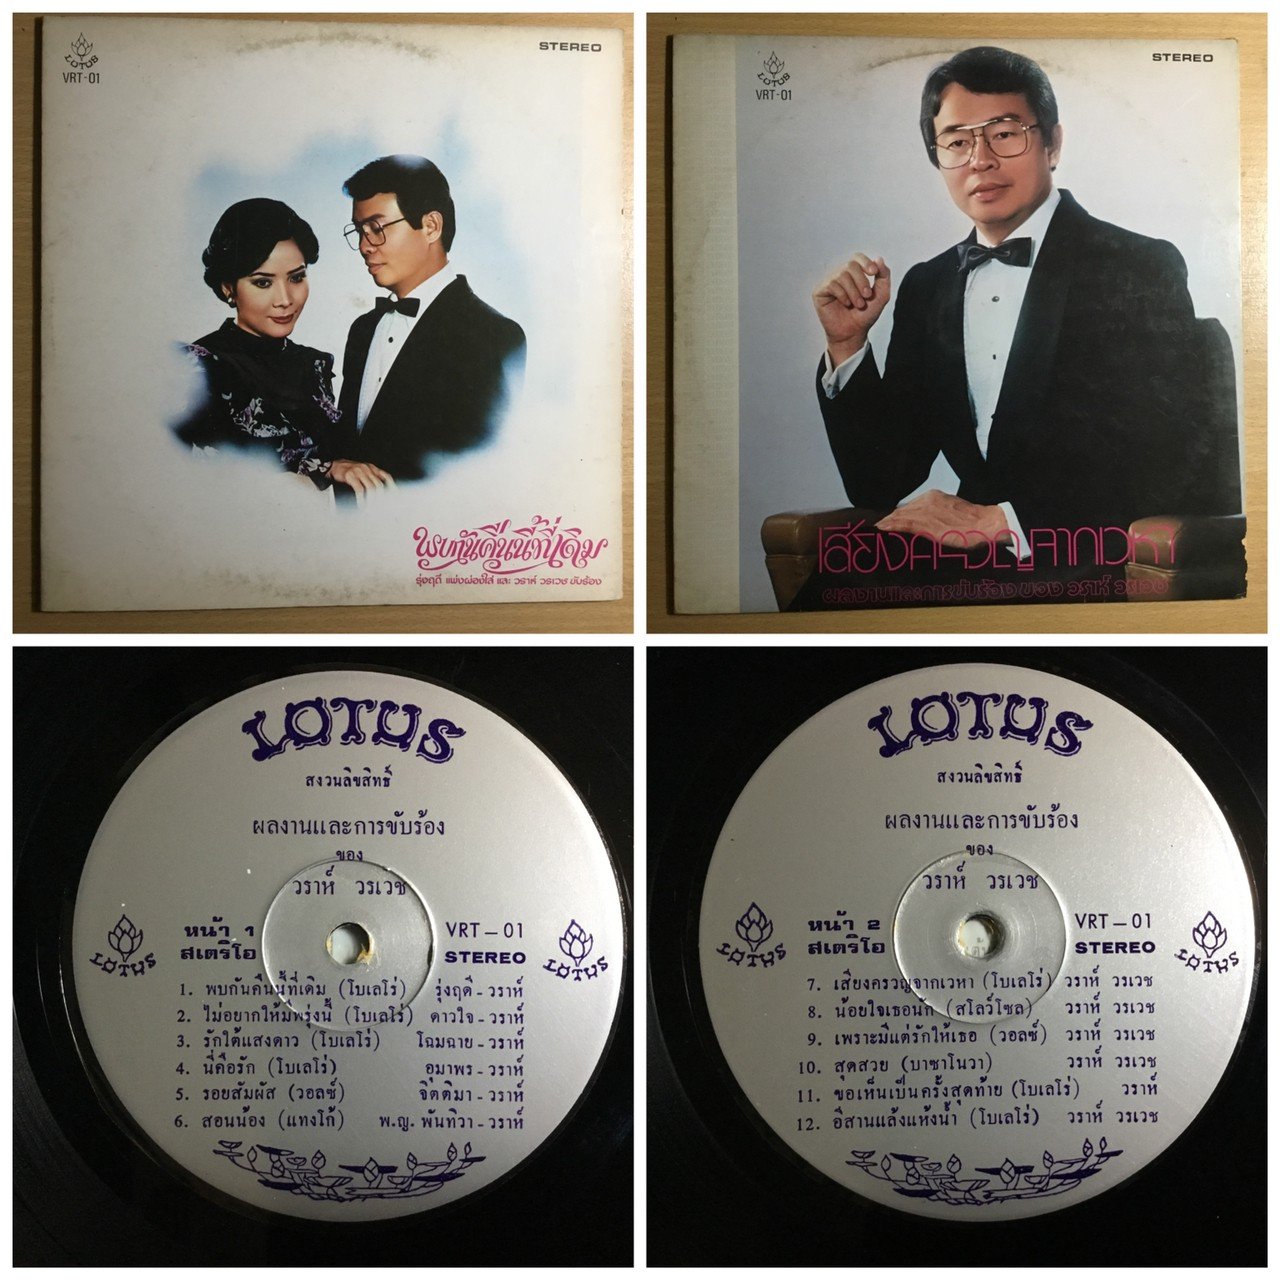 LOTUS
VRT-01
STEREO
พบกันคืนนี้ที่เดิม
รุ่งฤดี แพ่งผ่องใส และ วราห์ วรเวช ขับร้อง
LOTUS
VRT-01
STEREO
เสียงครวญจากเวหา
ผลงานและการขับร้อง ของ วราห์ วรเวช
LOTUS
สงวนลิขสิทธิ์
ผลงานและการขับร้อง
ของ
วราห์ วรเวช
หน้า 1 VRT-01
สเตริโอ STEREO
LOTUS LOTUS
1. พบกันคืนนี้ที่เดิม (โบเลโร่) รุ่งฤดี-วราห์
2. ไม่อยากให้มีพรุ่งนี้ (โบเลโร่) ดาวใจ-วราห์
3. รักใต้แสงดาว (โบเลโร่) โฉมฉาย-วราห์
4. นี่คือรัก (โบเลโร่) อุมาพร-วราห์
5. รอยสัมผัส (วอลซ์) จิตติมา-วราห์
6. สอนน้อง (แทงโก้) พ.ญ. พันทิวา-วราห์
LOTUS
สงวนลิขสิทธิ์
ผลงานและการขับร้อง
ของ
วราห์ วรเวช
หน้า 2 VRT-01
สเตริโอ STEREO
LOTUS LOTUS
7. เสียงครวญจากเวหา (โบเลโร่) วราห์ วรเวช
8. น้อยใจเธอนัก (สโลว์โซล) วราห์ วรเวช
9. เพราะมีแต่รักให้เธอ (วอลซ์) วราห์ วรเวช
10. สุดสวย (บาซาโนวา) วราห์ วรเวช
11. ขอเห็นเป็นครั้งสุดท้าย (โบเลโร่) วราห์
12. อีสานแล้งแห้งน้ำ (โบเลโร่) วราห์ วรเวช